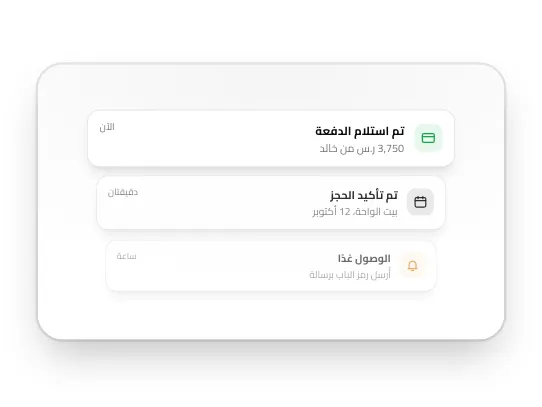 تم استلام الدفعة
الآن
3,750 ر.س من خالد
تم تأكيد الحجز
دقيقتان
بيت الواحة، 12 أكتوبر
الوصول غدًا
ساعة
أرسل رمز الباب برسالة